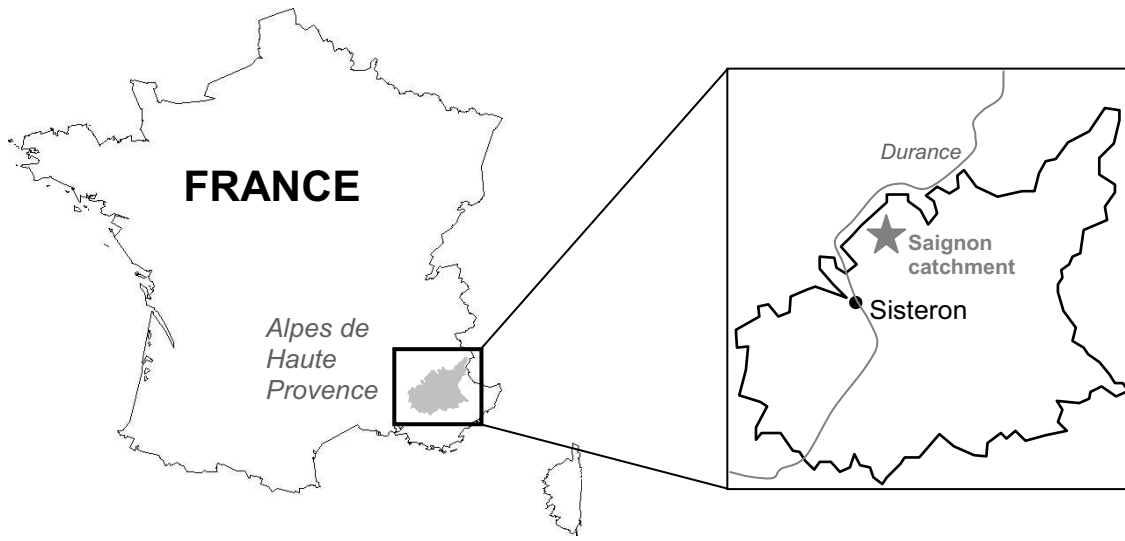 FRANCE
Alpes de
Haute
Provence
Durance
Saignon
catchment
Sisteron